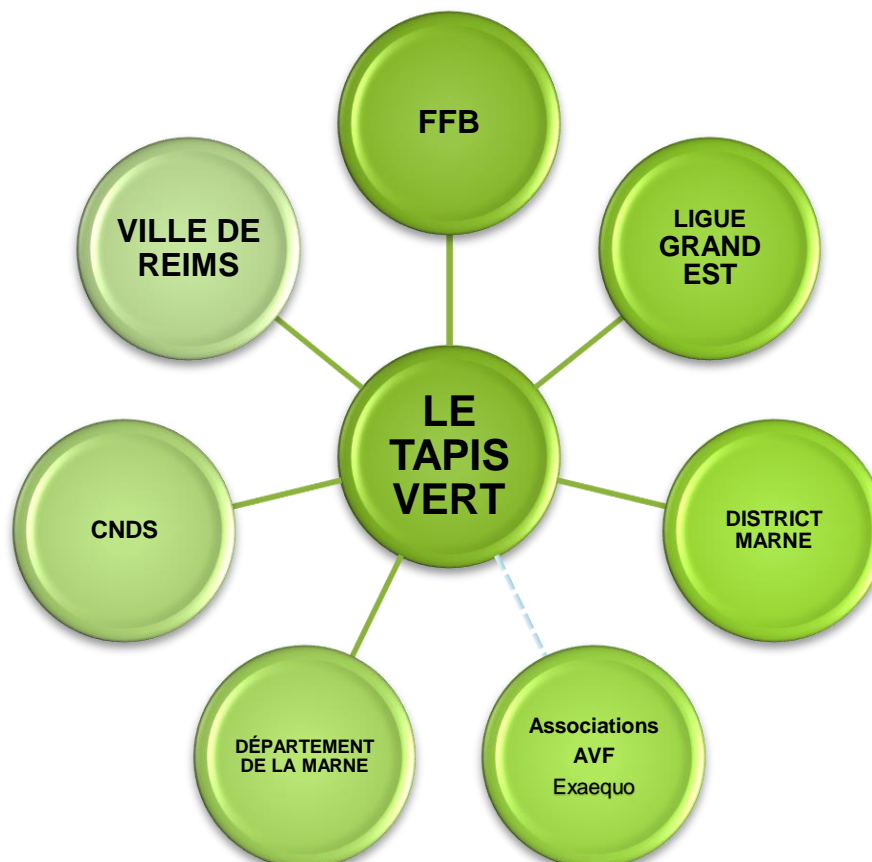 FFB
VILLE DE
REIMS
LIGUE
GRAND
EST
LE
TAPIS
VERT
CNDS
DISTRICT
MARNE
DÉPARTEMENT
DE LA MARNE
Associations
AVF
Exaequo